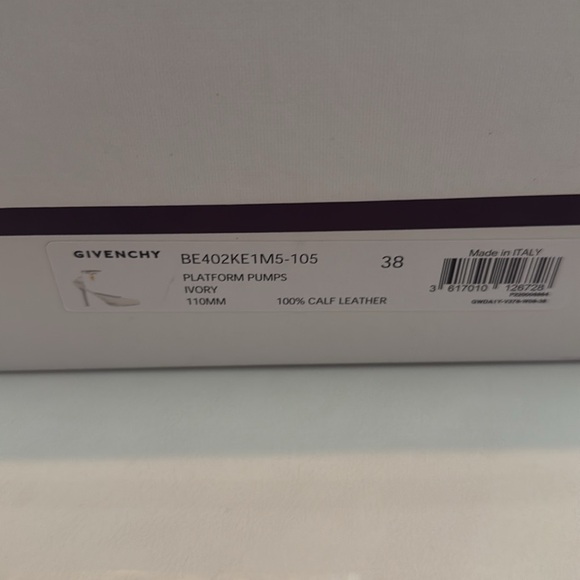 GIVENCHY
BE402KE1M5-105
38
Made in ITALY
PLATFORM PUMPS
IVORY
110MM
100% CALF LEATHER
3 617010 126728